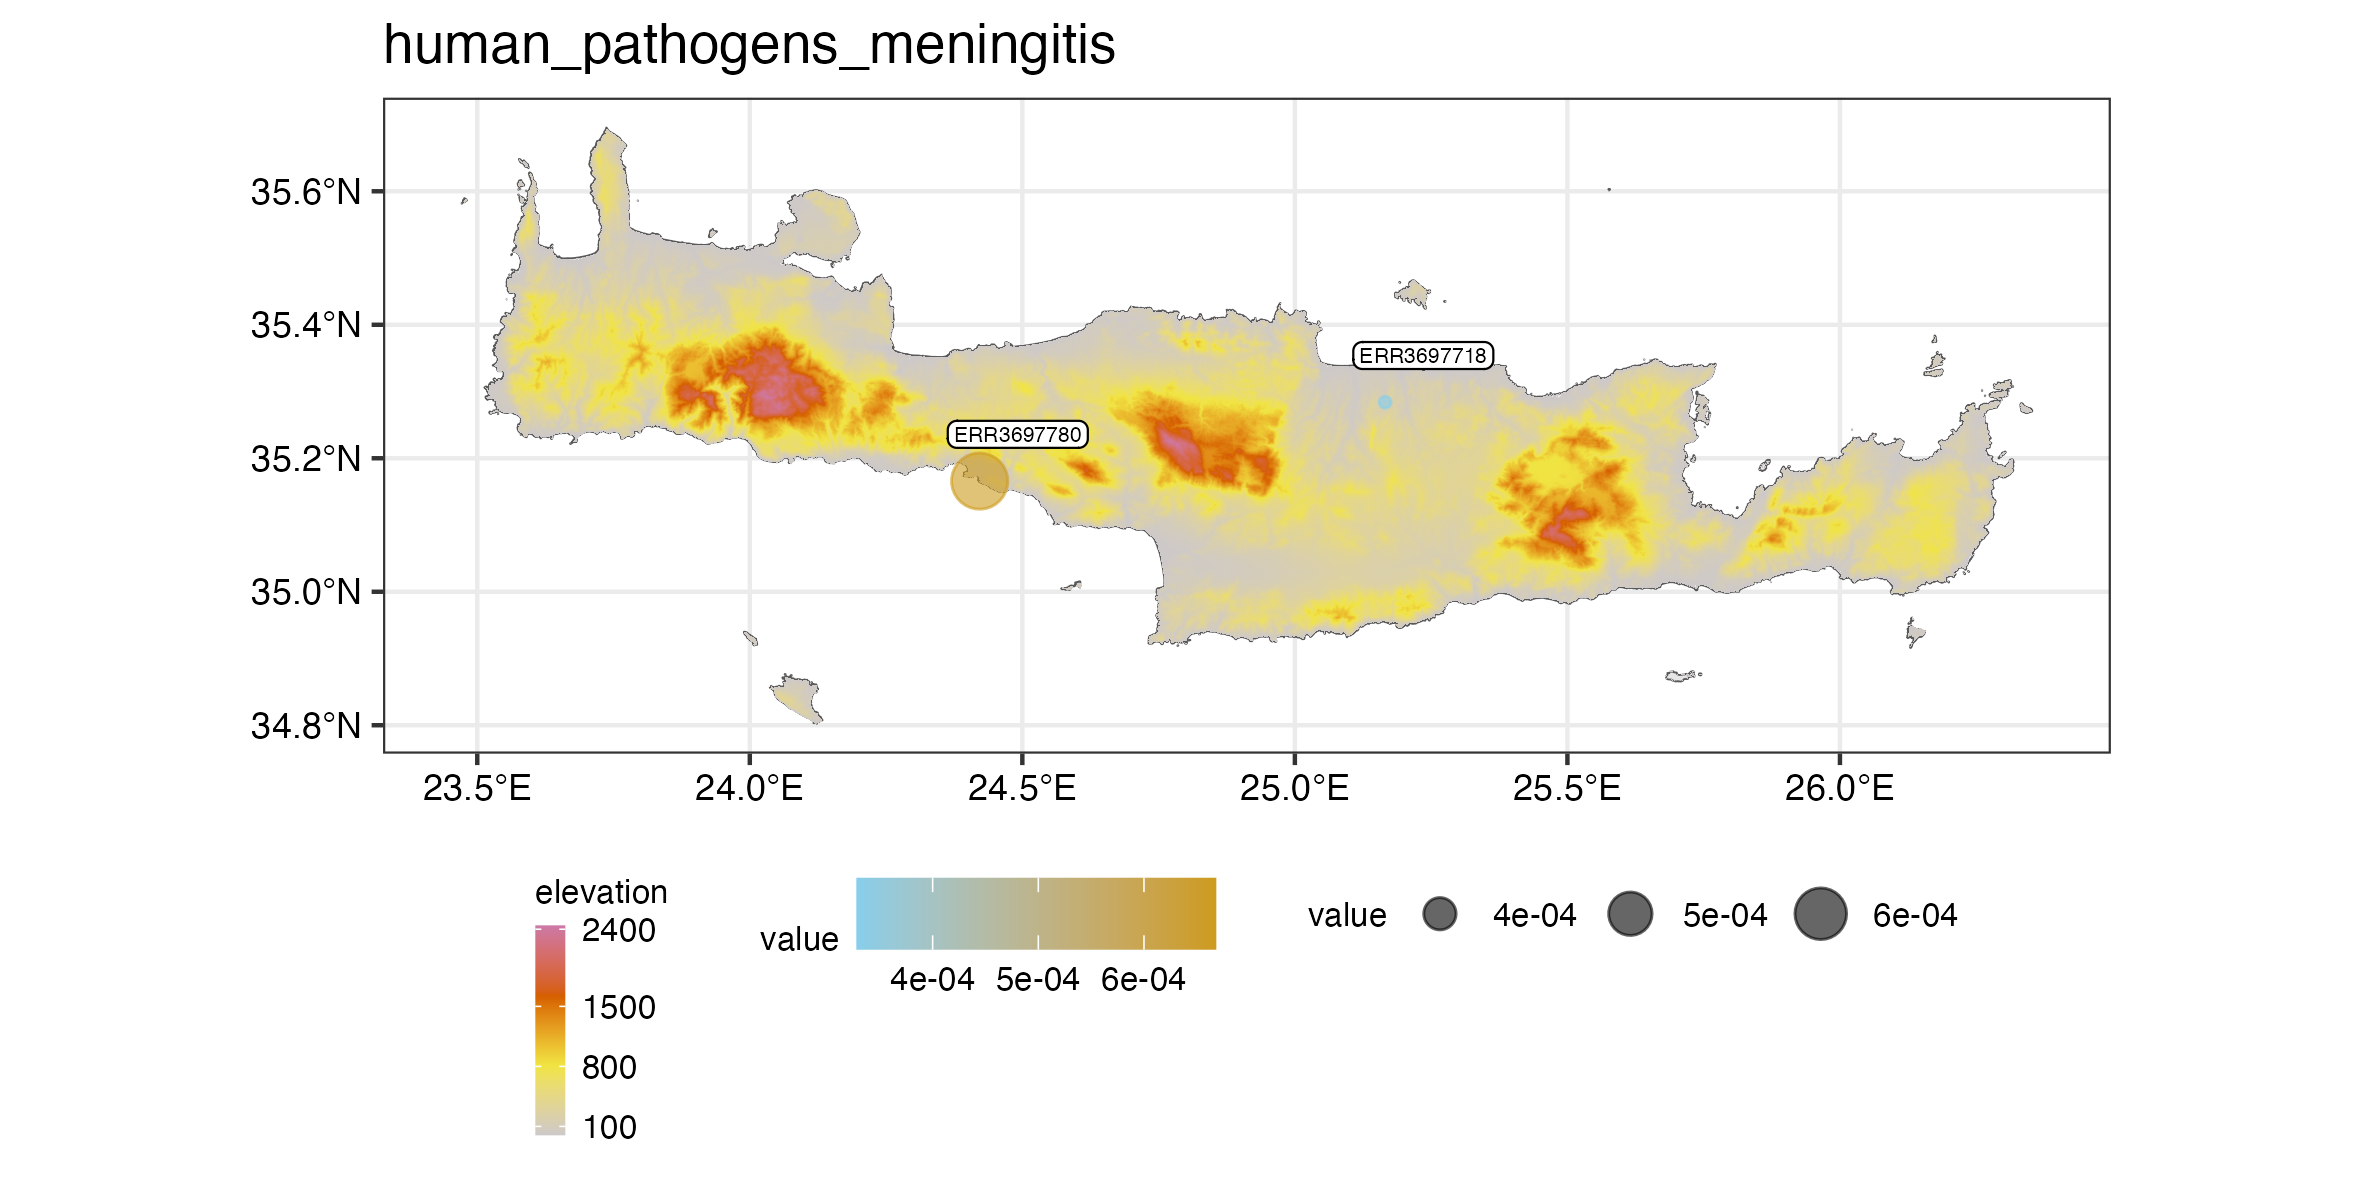 human_pathogens_meningitis
35.6°N
35.4°N
35.2°N
35.0°N
34.8°N
ERR3697718
ERR3697780
23.5°E 24.0°E 24.5°E 25.0°E 25.5°E 26.0°E
elevation
2400
1500
800
100
value
4e-04 5e-04 6e-04
value 4e-04 5e-04 6e-04